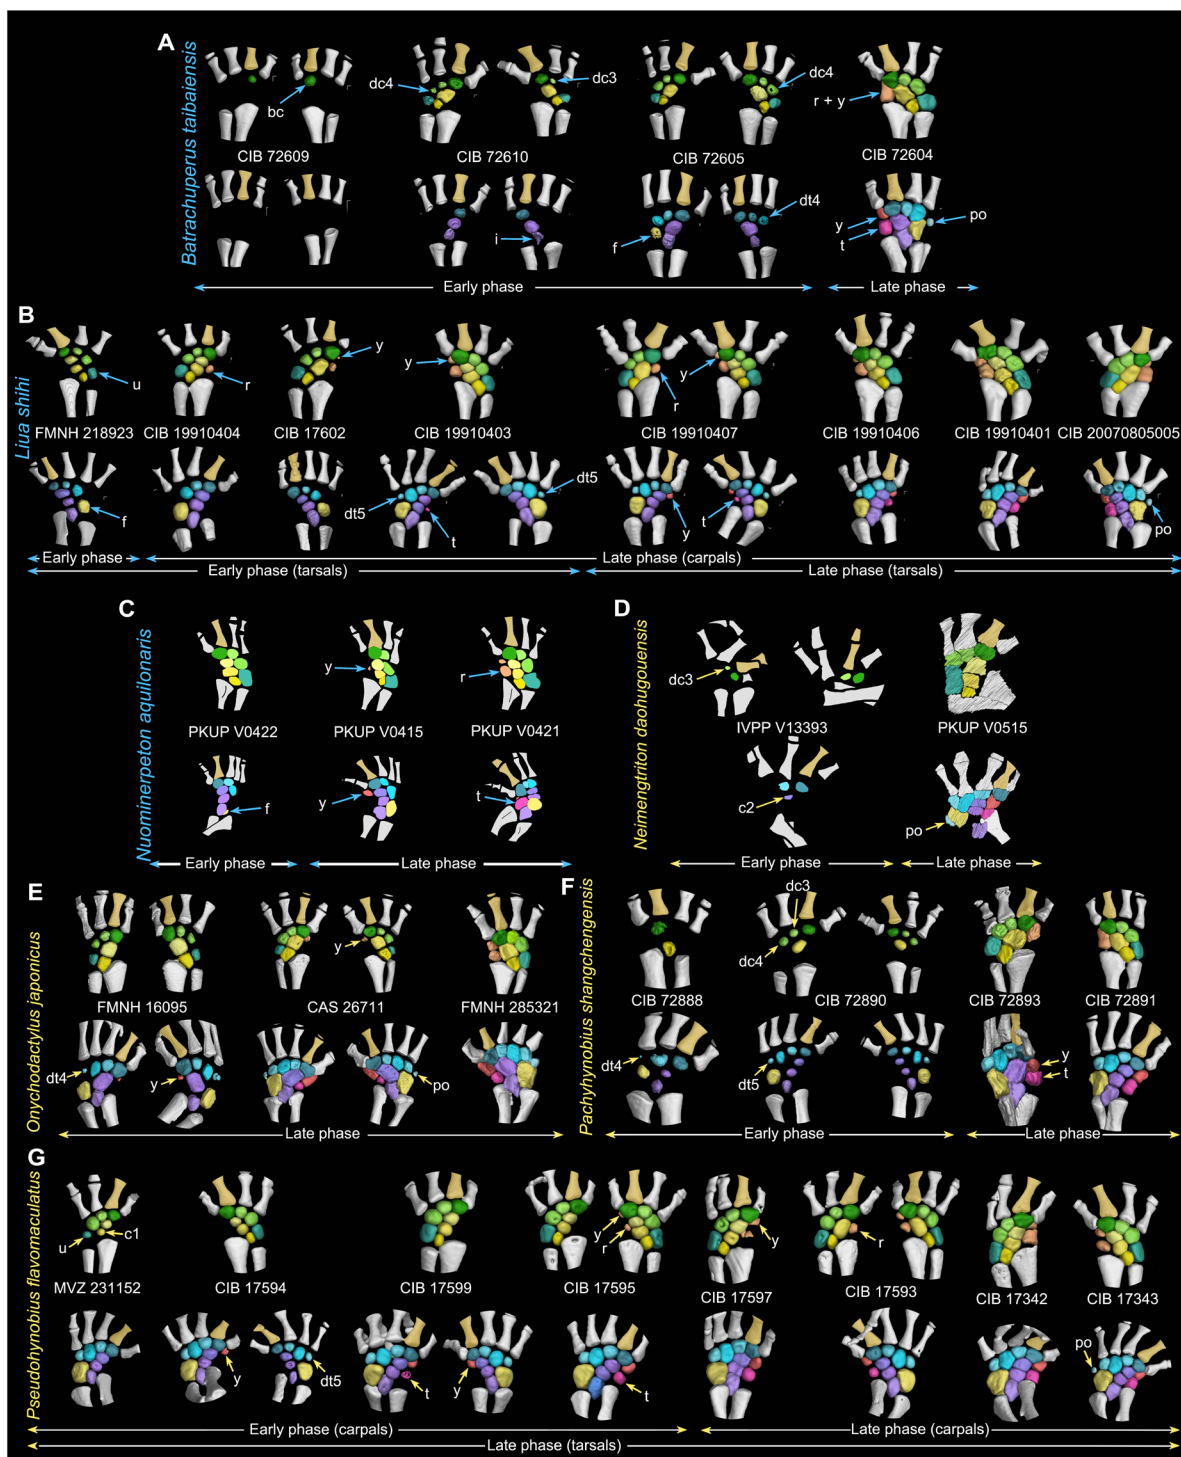 A
Batrachuperus taibaiensis
bc
dc4
dc3
dc4
r + y
CIB 72609
CIB 72610
CIB 72605
CIB 72604
i
f
dt4
y
t
po
Early phase
Late phase
B
Liua shihi
u
r
y
y
y
r
FMNH 218923
CIB 19910404
CIB 17602
CIB 19910403
CIB 19910407
CIB 19910406
CIB 19910401
CIB 20070805005
f
dt5
t
dt5
y
t
po
Early phase
Late phase (carpals)
Early phase (tarsals)
Late phase (tarsals)
C
Nuominerpeton aquilonaris
y
r
PKUP V0422
PKUP V0415
PKUP V0421
f
y
t
Early phase
Late phase
D
Neimengtriton daohugouensis
dc3
IVPP V13393
PKUP V0515
c2
po
Early phase
Late phase
E
Onychodactylus japonicus
y
FMNH 16095
CAS 26711
FMNH 285321
dt4
y
po
Late phase
F
Pachyhynobius shangchengensis
dc3
dc4
CIB 72888
CIB 72890
CIB 72893
CIB 72891
dt4
dt5
y
t
Early phase
Late phase
G
Pseudohynobius flavomaculatus
u
c1
y
r
y
r
MVZ 231152
CIB 17594
CIB 17599
CIB 17595
CIB 17597
CIB 17593
CIB 17342
CIB 17343
y
dt5
t
y
t
po
Early phase (carpals)
Late phase (carpals)
Late phase (tarsals)